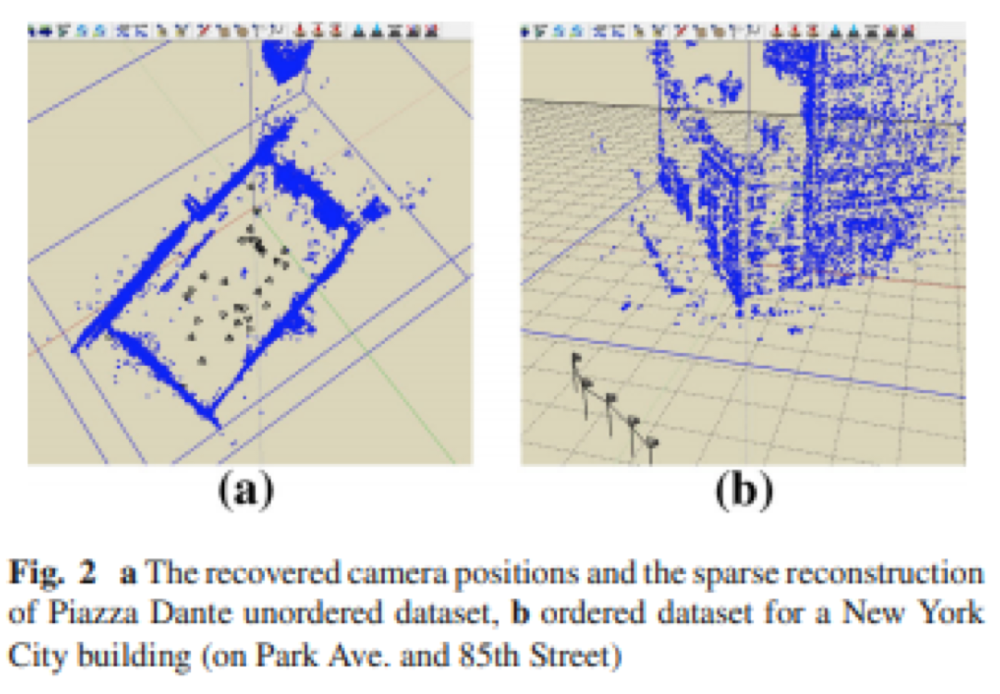 (a)
(b)
Fig. 2 a The recovered camera positions and the sparse reconstruction
of Piazza Dante unordered dataset, b ordered dataset for a New York
City building (on Park Ave. and 85th Street)